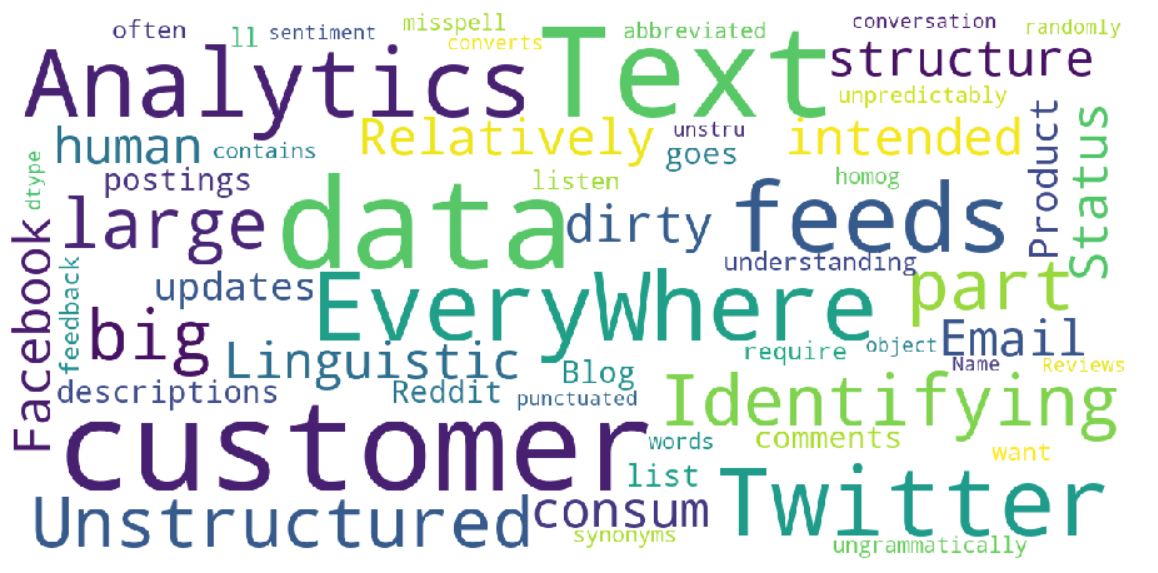 often
ll
sentiment
misspell
converts
Text
abbreviated
conversation
randomly
Analytics
structure
unpredictably
human
contains
Relatively
unstru
goes
intended
Product
Status
dtype
postings
listen
homog
large
data
dirty
feeds
understanding
Facebook
feedback
updates
EveryWhere
part
big
Linguistic
require
object
Email
Name
Reviews
descriptions
Reddit
Blog
punctuated
Identifying
customer
words
comments
want
list
Twitter
Unstructured
consum
synonyms
ungrammatically